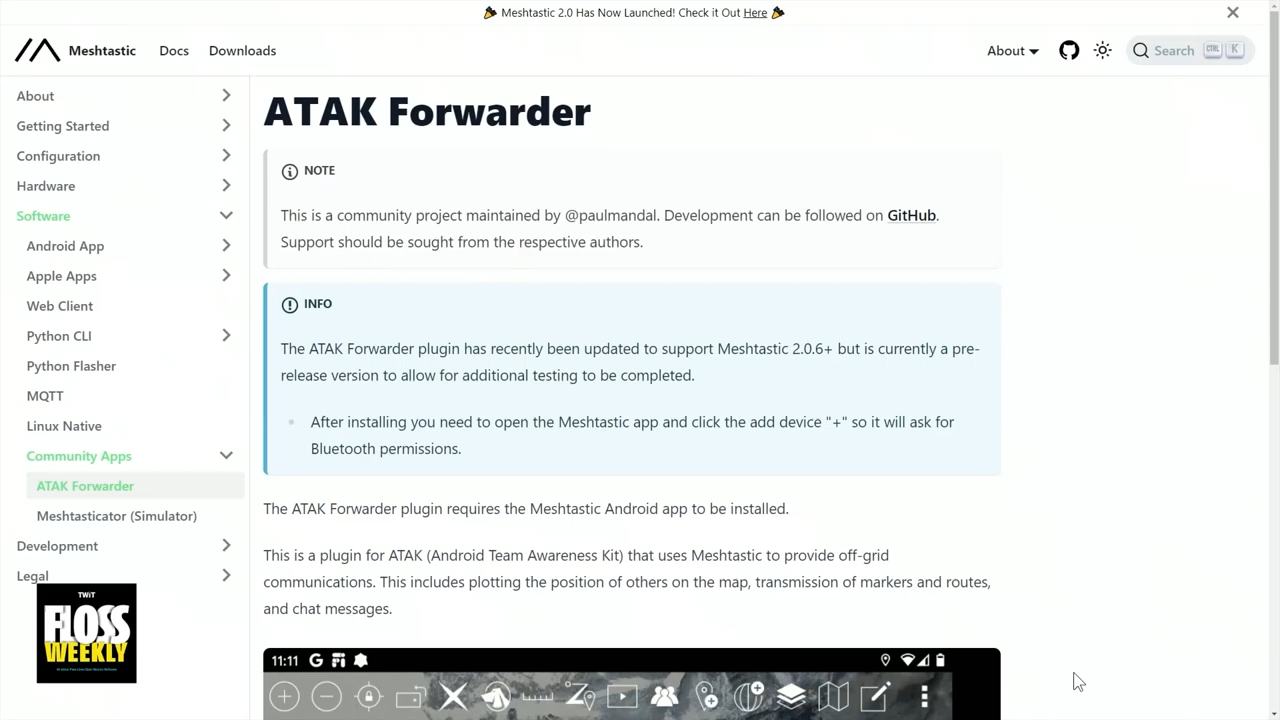 🎉 Meshtastic 2.0 Has Now Launched! Check it Out Here 🎉
Meshtastic
Docs
Downloads
About
Search
CTRL
K
About
Getting Started
Configuration
Hardware
Software
Android App
Apple Apps
Web Client
Python CLI
Python Flasher
MQTT
Linux Native
Community Apps
ATAK Forwarder
Meshtasticator (Simulator)
Development
Legal
TWiT
FLOSS
WEEKLY
ATAK Forwarder
NOTE
This is a community project maintained by @paulmandal. Development can be followed on GitHub.
Support should be sought from the respective authors.
INFO
The ATAK Forwarder plugin has recently been updated to support Meshtastic 2.0.6+ but is currently a pre-
release version to allow for additional testing to be completed.
After installing you need to open the Meshtastic app and click the add device "+" so it will ask for
Bluetooth permissions.
The ATAK Forwarder plugin requires the Meshtastic Android app to be installed.
This is a plugin for ATAK (Android Team Awareness Kit) that uses Meshtastic to provide off-grid
communications. This includes plotting the position of others on the map, transmission of markers and routes,
and chat messages.
11:11